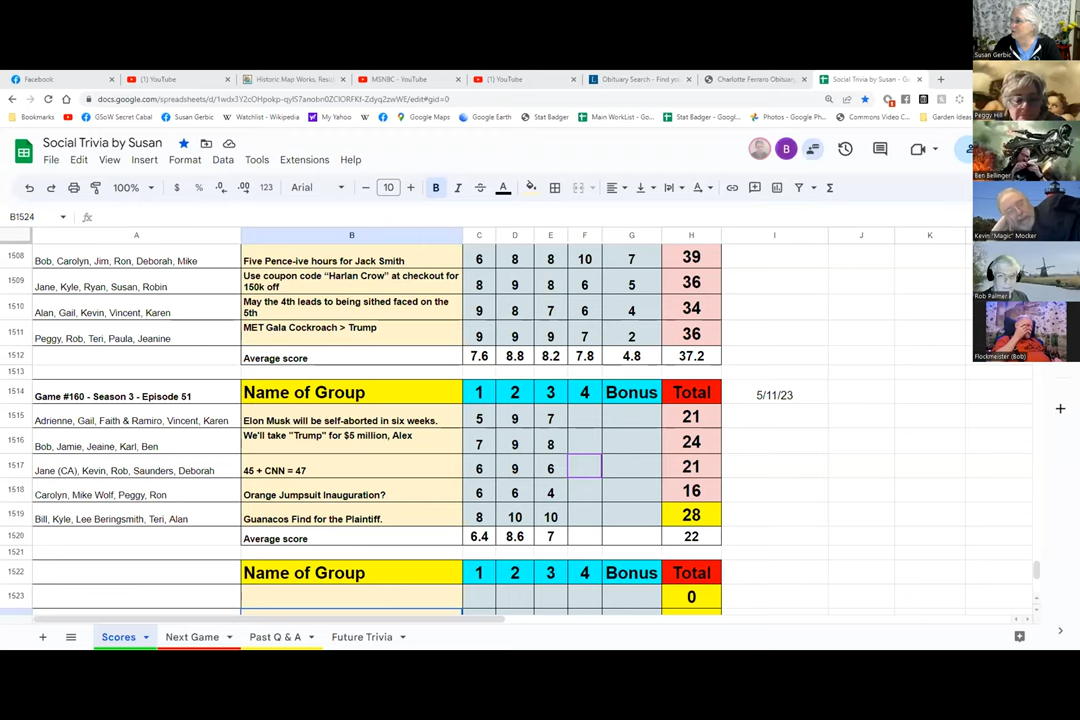 Facebook
(1) YouTube
Historic Map Works, Resi
MSNBC - YouTube
(1) YouTube
Obituary Search - Find you
Charlotte Ferraro Obituary
Social Trivia by Susan - Go
docs.google.com/spreadsheets/d/
Bookmarks
GSoW Secret Cabal
Susan Gerbic
Watchlist - Wikipedia
My Yahoo
Google Maps
Google Earth
Stat Badger
Main WorkList - Go...
Stat Badger - Googl...
Photos - Google Ph...
Commons Video C...
Garden Ideas
Social Trivia by Susan
File Edit View Insert Format Data Tools Extensions Help
B
100% $ % .0 .00 123 Arial 10 B I
B1524
A B C D E F G H I J K
1508 Bob, Carolyn, Jim, Ron, Deborah, Mike Five Pence-ive hours for Jack Smith 6 8 8 10 7 39
1509 Jane, Kyle, Ryan, Susan, Robin Use coupon code “Harlan Crow” at checkout for 150k off 8 9 8 6 5 36
1510 Alan, Gail, Kevin, Vincent, Karen May the 4th leads to being sithed faced on the 5th 9 8 7 6 4 34
1511 Peggy, Rob, Teri, Paula, Jeanine MET Gala Cockroach > Trump 9 9 9 7 2 36
1512 Average score 7.6 8.8 8.2 7.8 4.8 37.2
1513
1514 Game #160 - Season 3 - Episode 51 Name of Group 1 2 3 4 Bonus Total 5/11/23
1515 Adrienne, Gail, Faith & Ramiro, Vincent, Karen Elon Musk will be self-aborted in six weeks. 5 9 7 21
1516 Bob, Jamie, Jeaine, Karl, Ben We'll take "Trump" for $5 million, Alex 7 9 8 24
1517 Jane (CA), Kevin, Rob, Saunders, Deborah 45 + CNN = 47 6 9 6 21
1518 Carolyn, Mike Wolf, Peggy, Ron Orange Jumpsuit Inauguration? 6 6 4 16
1519 Bill, Kyle, Lee Beringsmith, Teri, Alan Guanacos Find for the Plaintiff. 8 10 10 28
1520 Average score 6.4 8.6 7 22
1521
1522 Name of Group 1 2 3 4 Bonus Total
1523 0
Scores Next Game Past Q & A Future Trivia
Susan Gerbic
Peggy Hill
Ben Bellinger
Kevin "Magic" Mocker
Rob Palmer
Flockmeister (Bob)